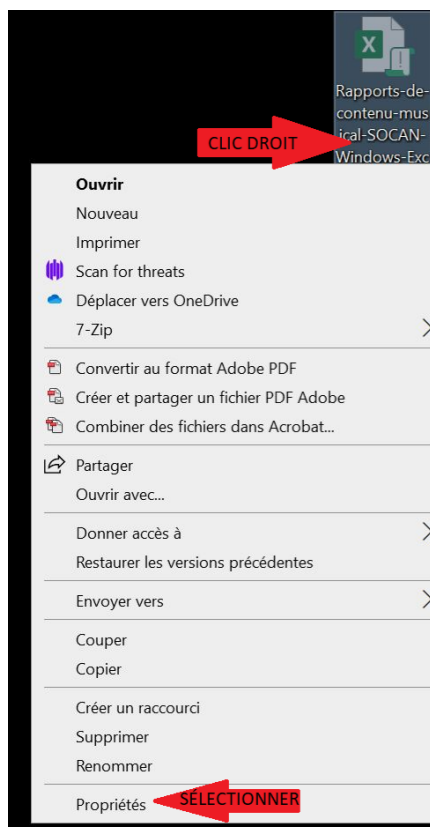 Rapports-de-
contenu-mus
ical-SOCAN-
Windows-Exc
CLIC DROIT
Ouvrir
Nouveau
Imprimer
Scan for threats
Déplacer vers OneDrive
7-Zip
Convertir au format Adobe PDF
Créer et partager un fichier PDF Adobe
Combiner des fichiers dans Acrobat...
Partager
Ouvrir avec...
Donner accès à
Restaurer les versions précédentes
Envoyer vers
Couper
Copier
Créer un raccourci
Supprimer
Renommer
Propriétés SÉLECTIONNER